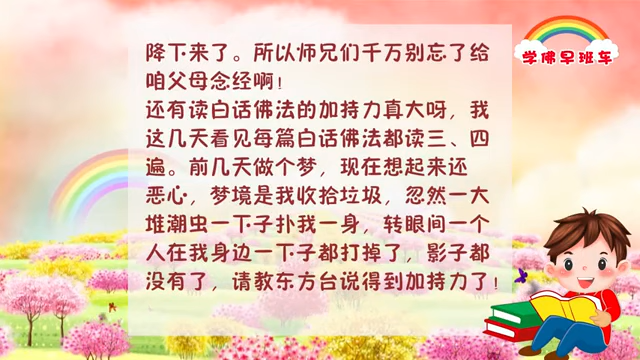 学佛早班车
降下来了。所以师兄们千万别忘了给
咱父母念经啊！
还有读白话佛法的加持力真大呀，我
这几天看见每篇白话佛法都读三、四
遍。前几天做个梦，现在想起来还
恶心，梦境是我收拾垃圾，忽然一大
堆潮虫一下子扑我一身，转眼间一个
人在我身边一下子都打掉了，影子都
没有了，请教东方台说得到加持力了！